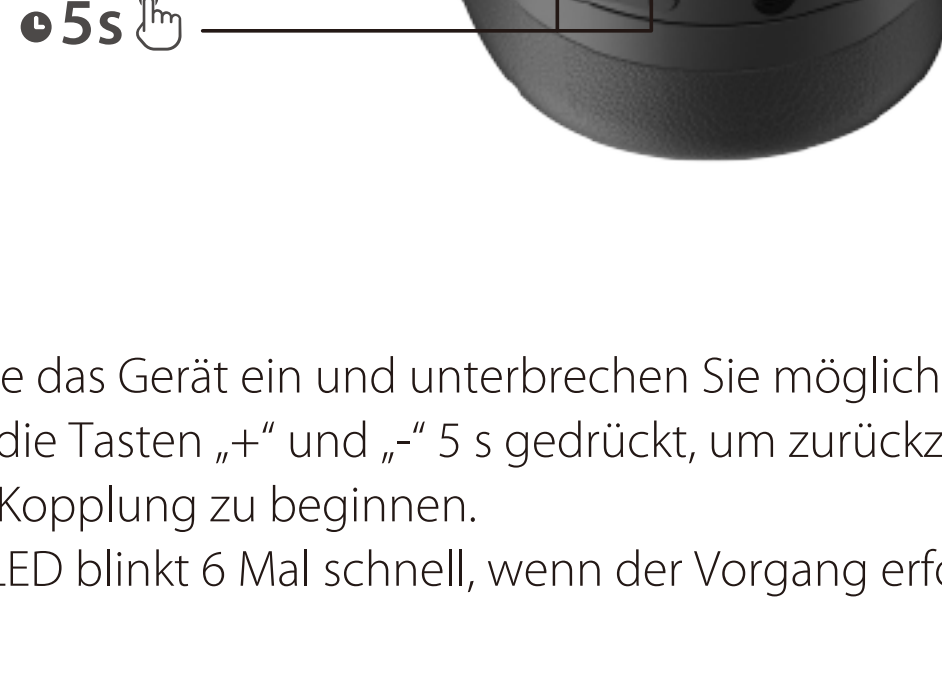 5s
e das Gerät ein und unterbrechen Sie möglich
die Tasten „+“ und „-“ 5 s gedrückt, um zurückz
Kopplung zu beginnen.
LED blinkt 6 Mal schnell, wenn der Vorgang erfo